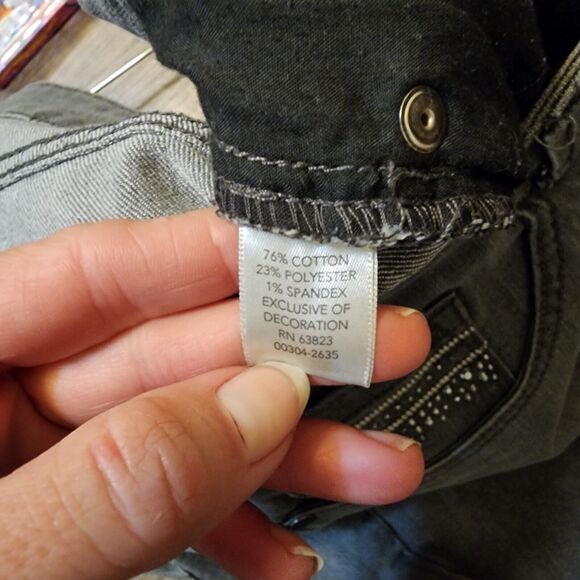 76% COTTON
23% POLYESTER
1% SPANDEX
EXCLUSIVE OF
DECORATION
RN 63823
00304-2635